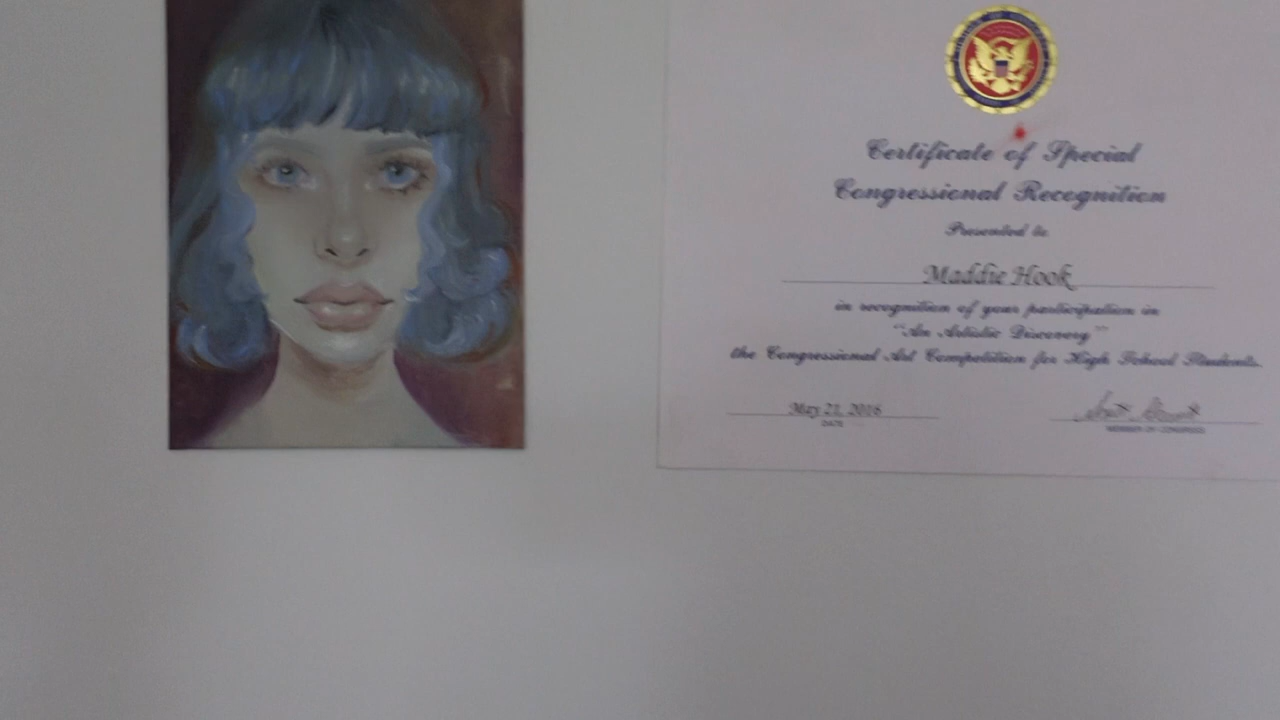 Certificate of Special
Congressional Recognition
Presented to
Maddie Hook
in recognition of your participation in
"An Artistic Discovery"
the Congressional Art Competition for High School Students.
May 21, 2016
DATE
MEMBER OF CONGRESS